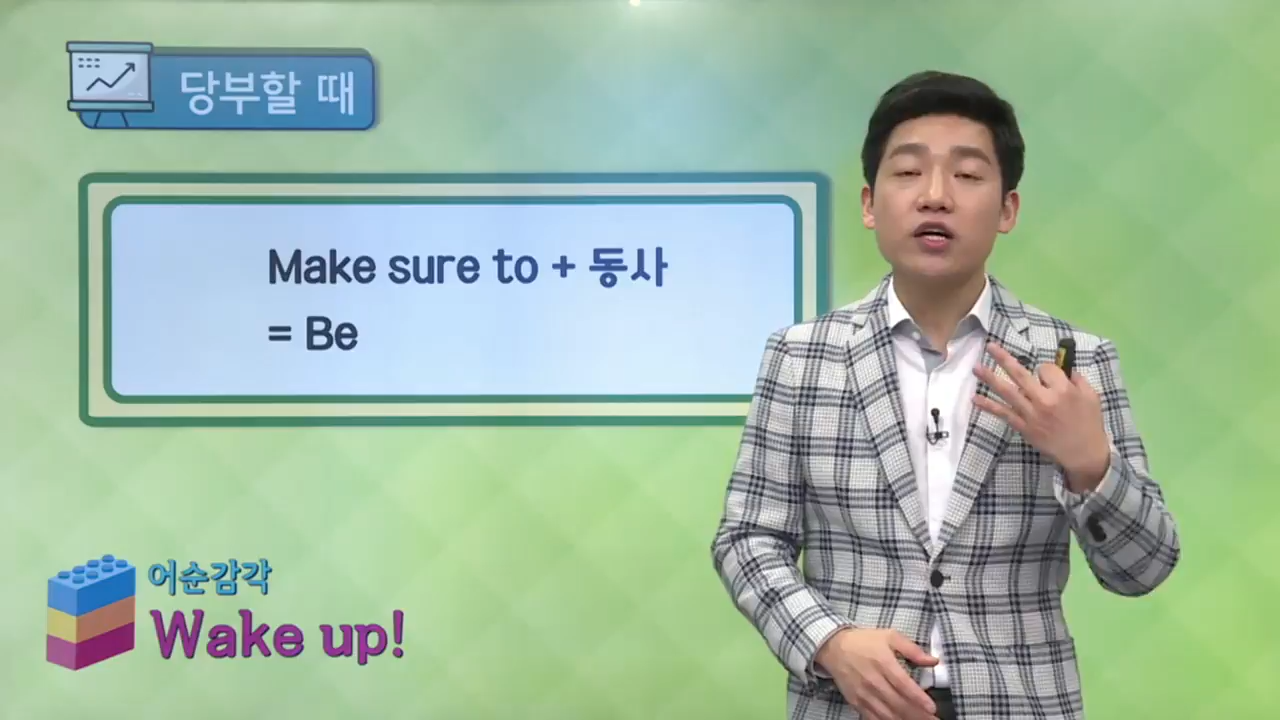 당부할 때
Make sure to + 동사
= Be
어순감각
Wake up!